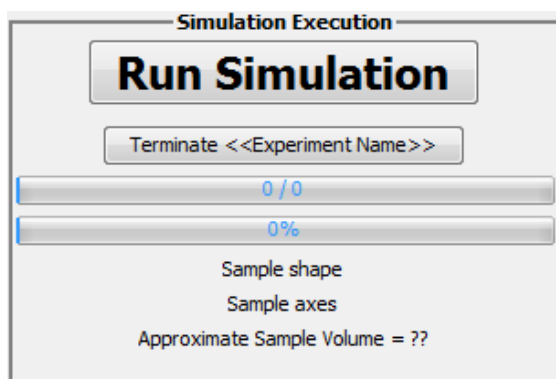 Simulation Execution
Run Simulation
Terminate <<Experiment Name>>
0 / 0
0%
Sample shape
Sample axes
Approximate Sample Volume = ??